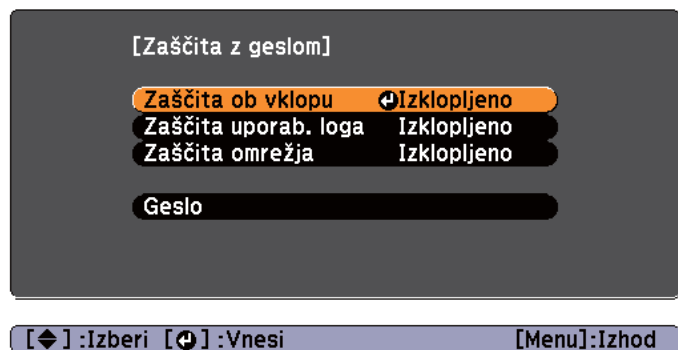 [Zaščita z geslom]
Zaščita ob vklopu Izklopljeno
Zaščita uporab. loga Izklopljeno
Zaščita omrežja Izklopljeno
Geslo
[ ] :Izberi [ ] :Vnesi [Menu]:Izhod